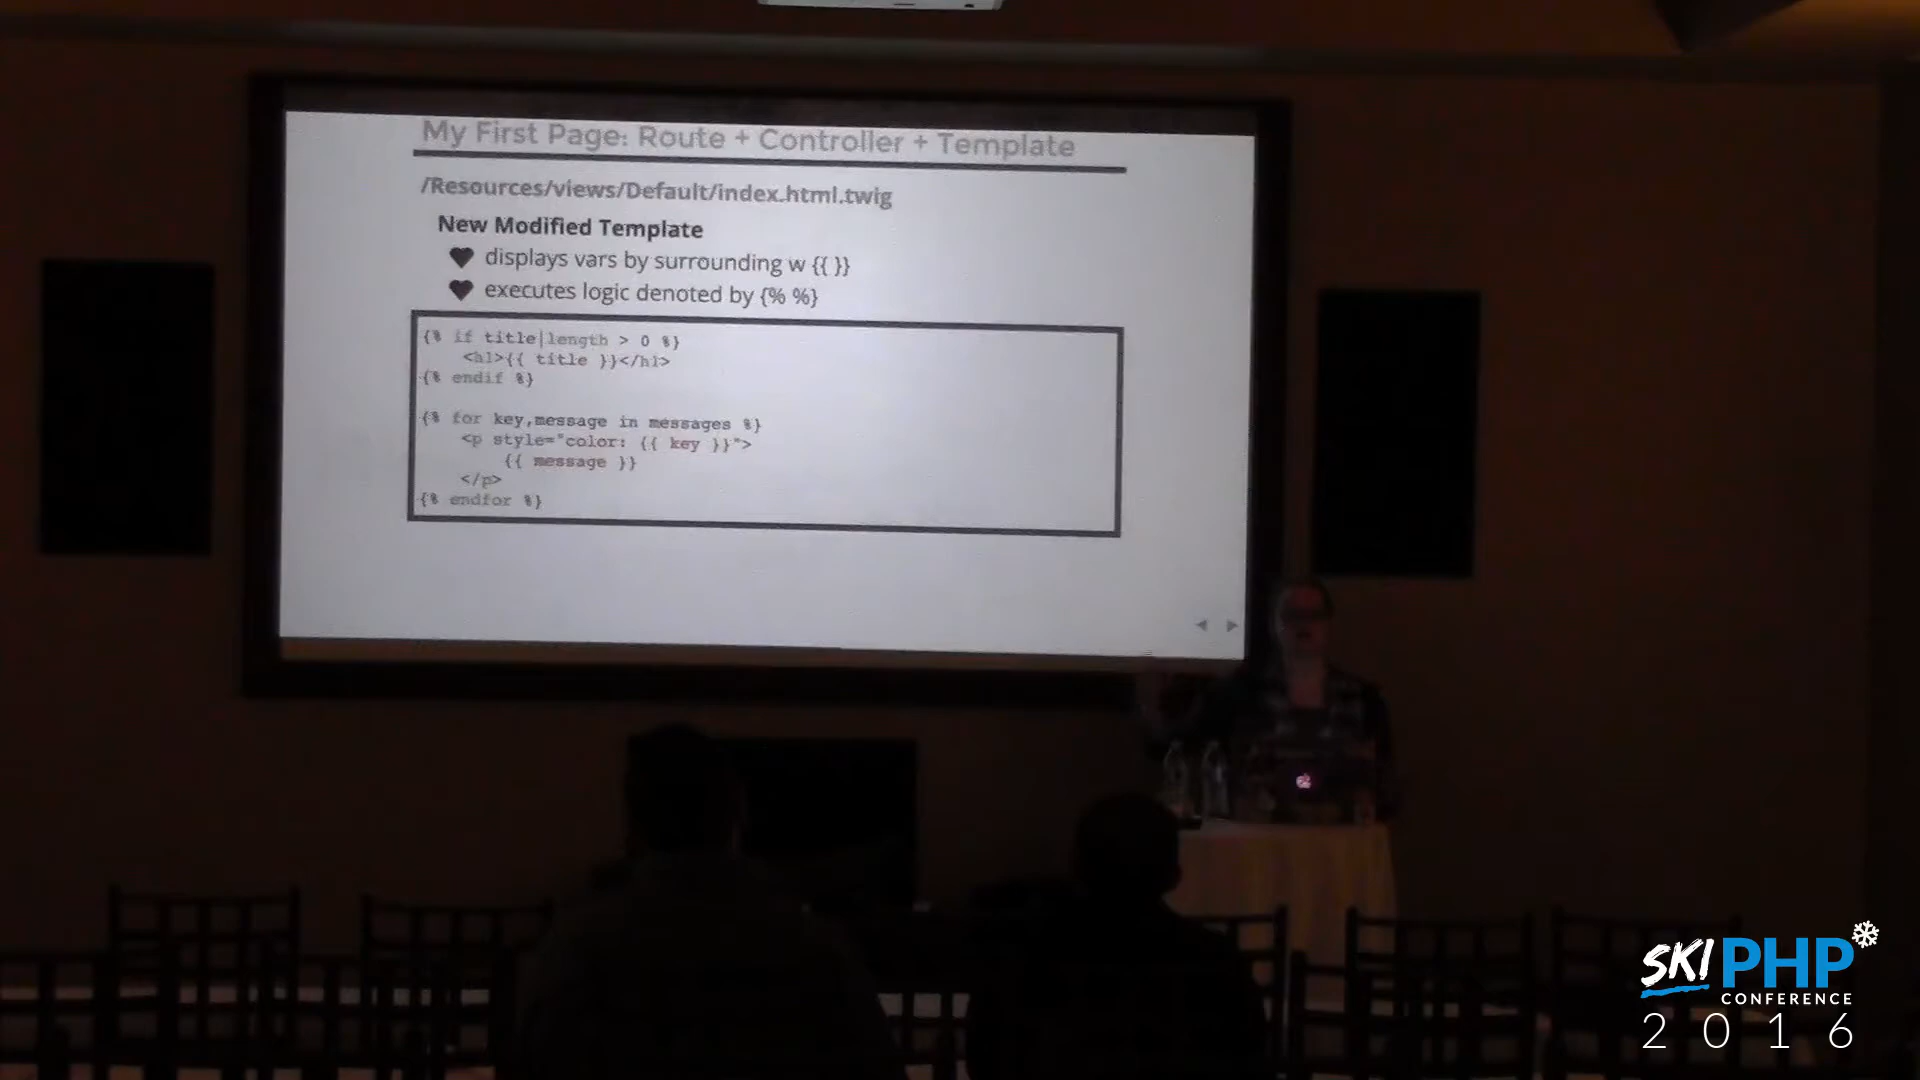 My First Page: Route + Controller + Template
/Resources/views/Default/index.html.twig
New Modified Template
displays vars by surrounding w {{ }}
executes logic denoted by {% %}
{% if title|length > 0 %}
<h1>{{ title }}</h1>
{% endif %}
{% for key,message in messages %}
<p style="color: {{ key }}">
{{ message }}
</p>
{% endfor %}
SKIPHP
CONFERENCE
2016